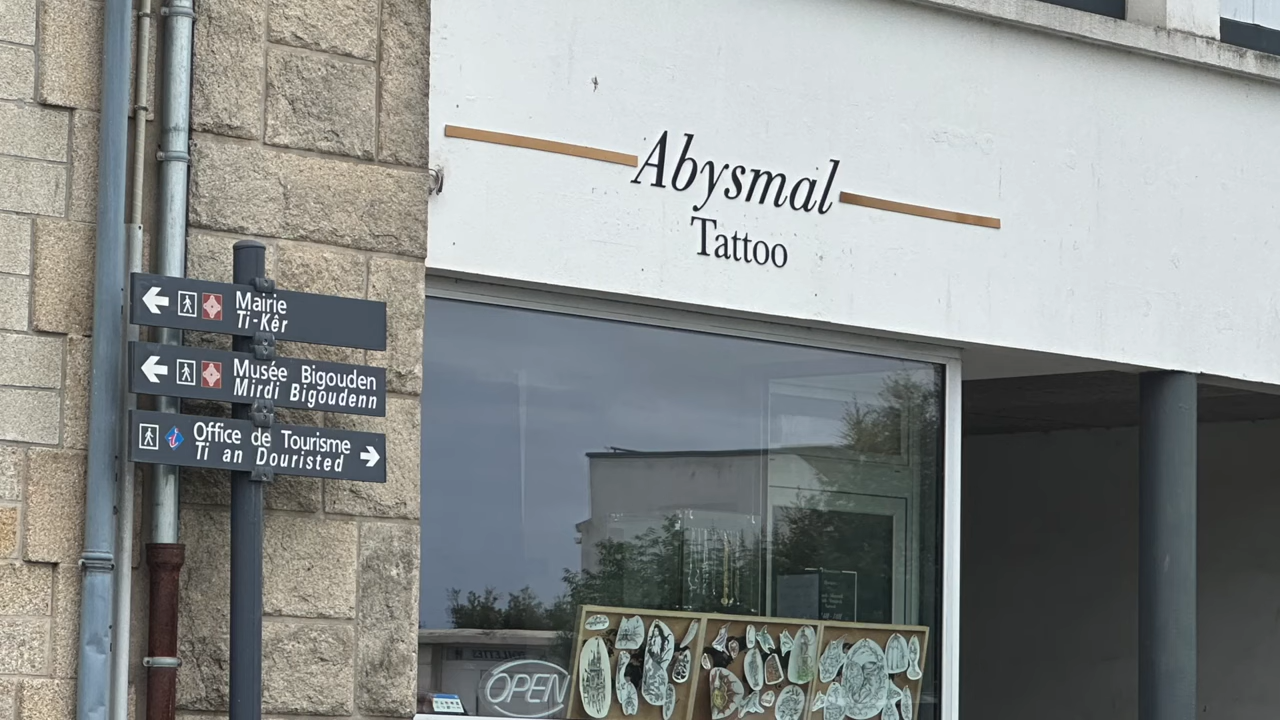 Abysmal
Tattoo
Mairie
Ti-Kêr
Musée Bigouden
Mirdi Bigoudenn
Office de Tourisme
Ti an Douristed
OPEN